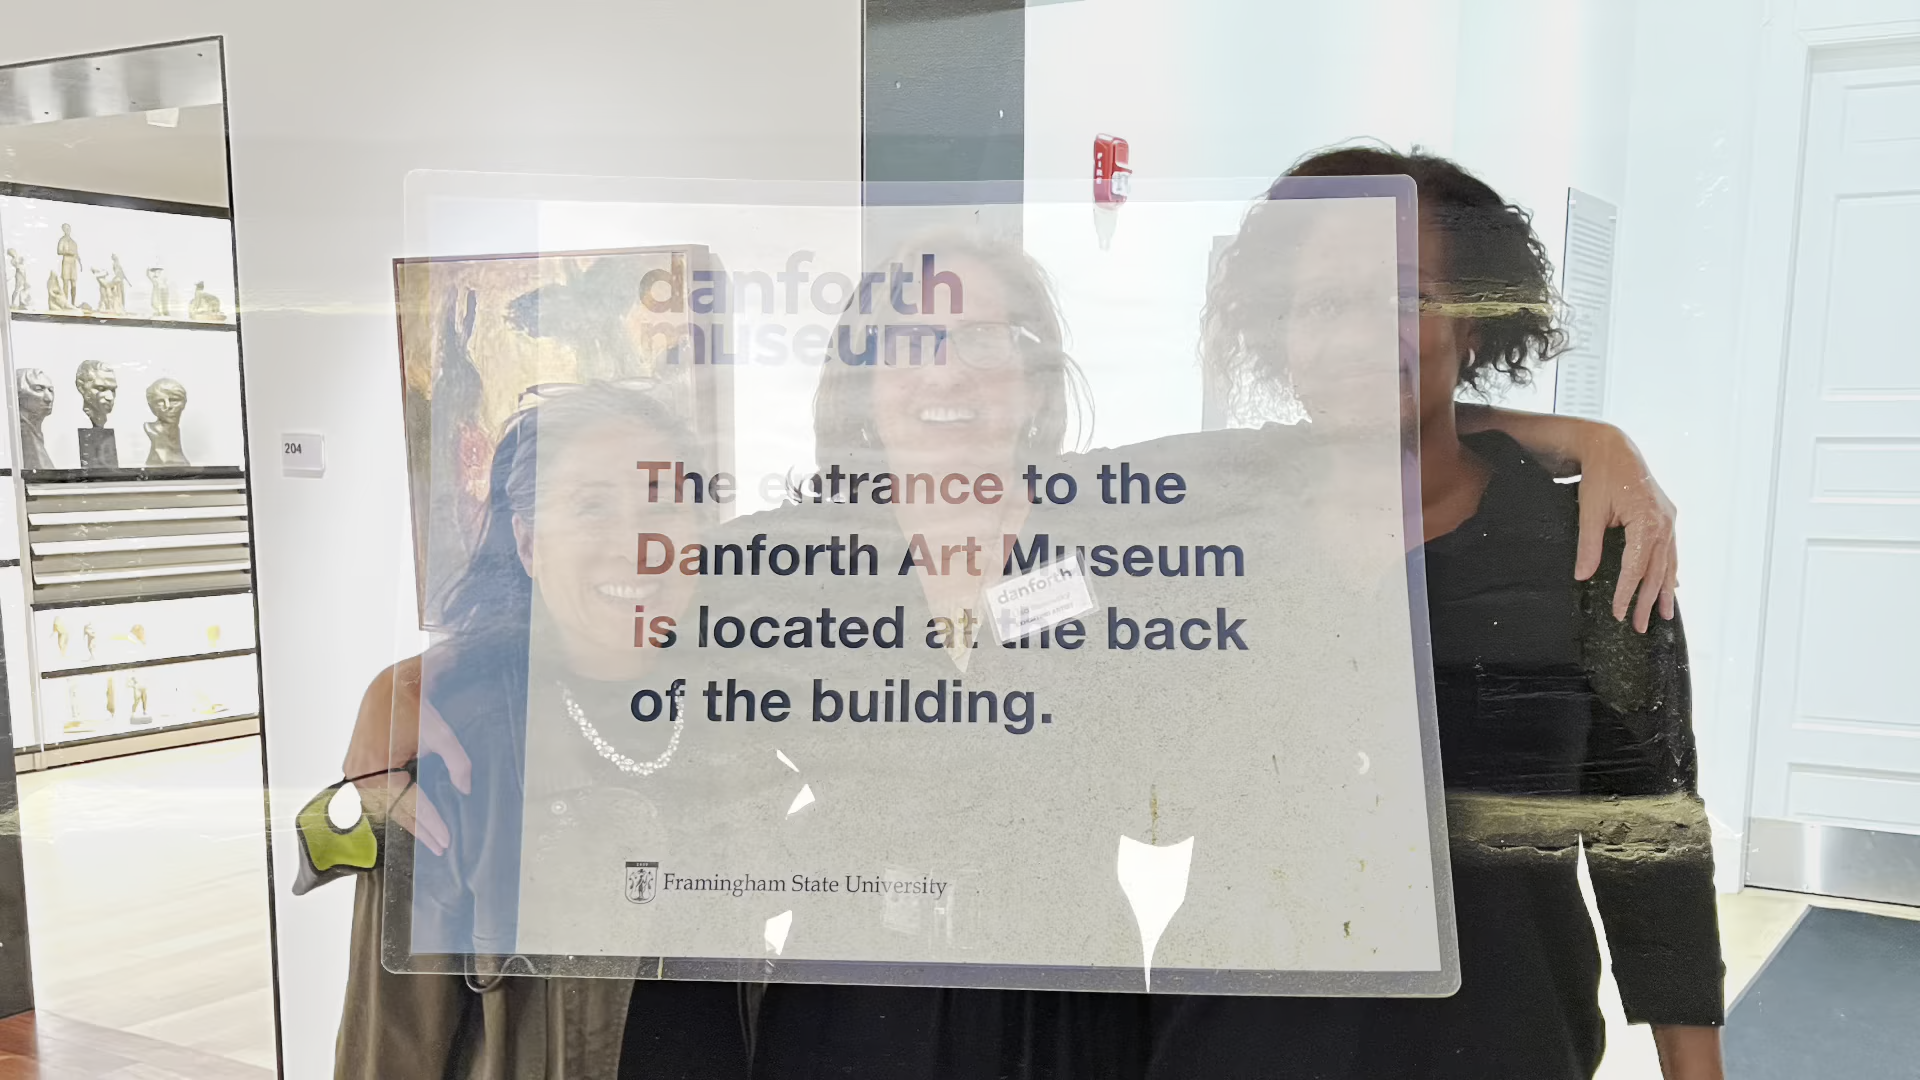 danforth
museum
The entrance to the
Danforth Art Museum
is located at the back
of the building.
Framingham State University
204
danforth
FIRE